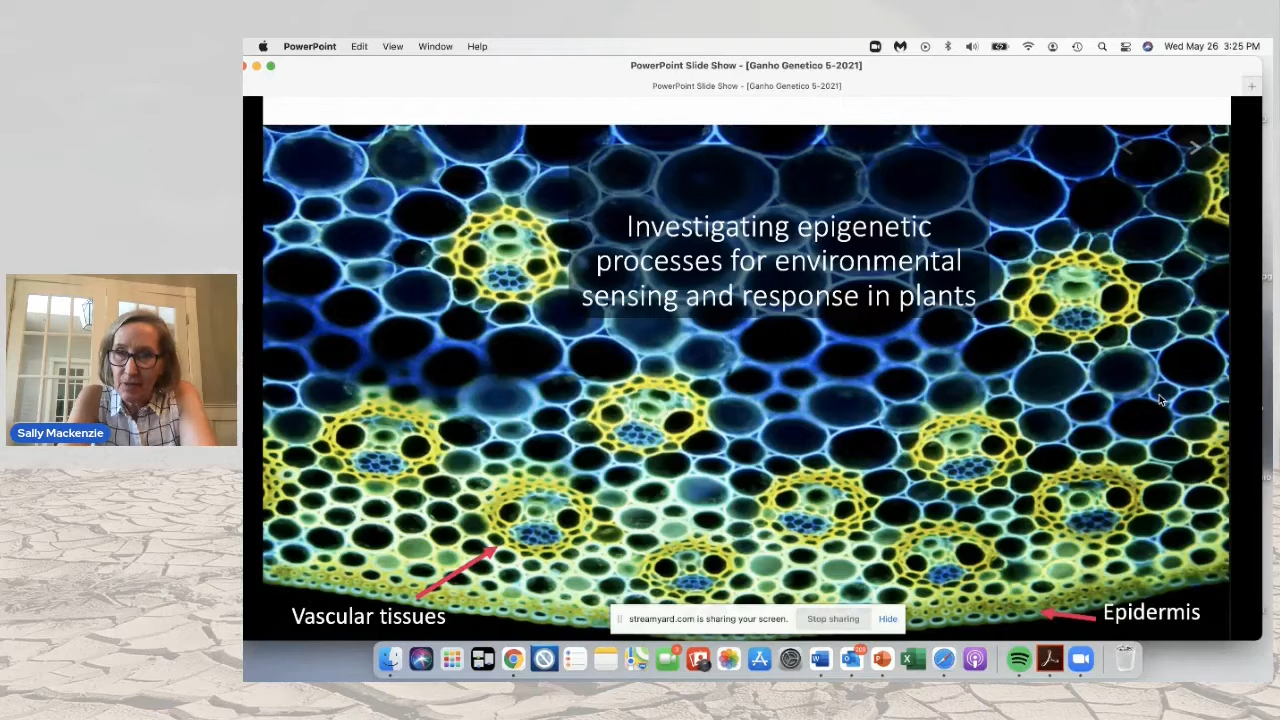 PowerPoint Edit View Window Help Wed May 26 3:25 PM
PowerPoint Slide Show - [Ganho Genetico 5-2021]
PowerPoint Slide Show - [Ganho Genetico 5-2021]
Investigating epigenetic
processes for environmental
sensing and response in plants
Sally Mackenzie
Vascular tissues
Epidermis
streamyard.com is sharing your screen. Stop sharing Hide